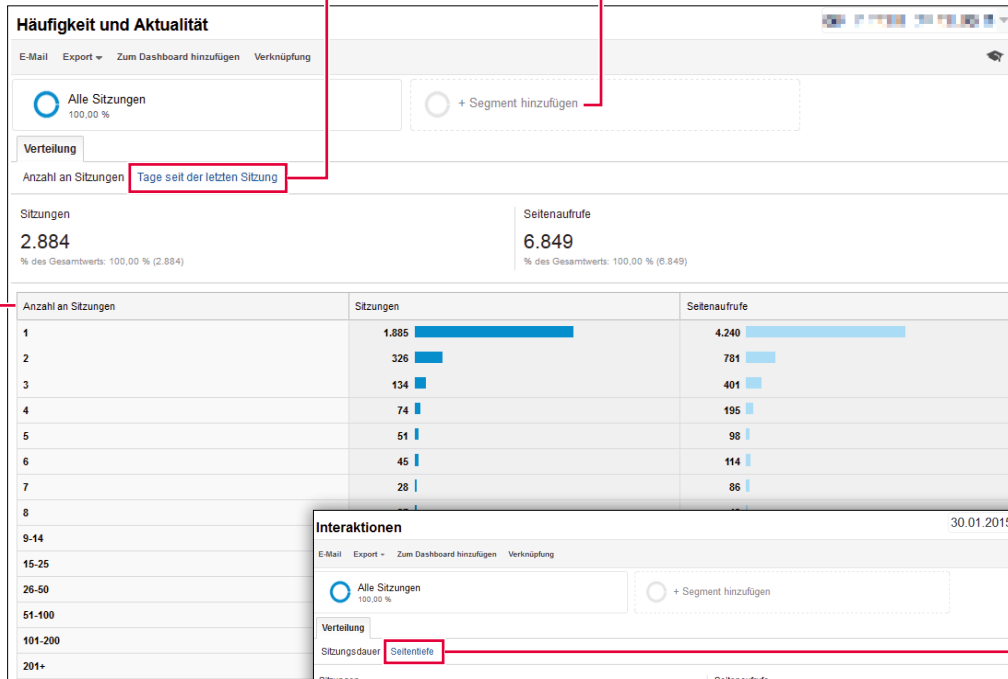 Häufigkeit und Aktualität
E-Mail Export Zum Dashboard hinzufügen Verknüpfung
Alle Sitzungen
100,00 %
+ Segment hinzufügen
Verteilung
Anzahl an Sitzungen Tage seit der letzten Sitzung
Sitzungen Seitenaufrufe
2.884 6.849
% des Gesamtwerts: 100,00 % (2.884) % des Gesamtwerts: 100,00 % (6.849)
Anzahl an Sitzungen Sitzungen Seitenaufrufe
1 1.885 4.240
2 326 781
3 134 401
4 74 195
5 51 98
6 45 114
7 28 86
8
9-14
15-25
26-50
51-100
101-200
201+
Interaktionen 30.01.2015
E-Mail Export Zum Dashboard hinzufügen Verknüpfung
Alle Sitzungen
100,00 %
+ Segment hinzufügen
Verteilung
Sitzungsdauer Seitentiefe
Sitzungen Seitenaufrufe